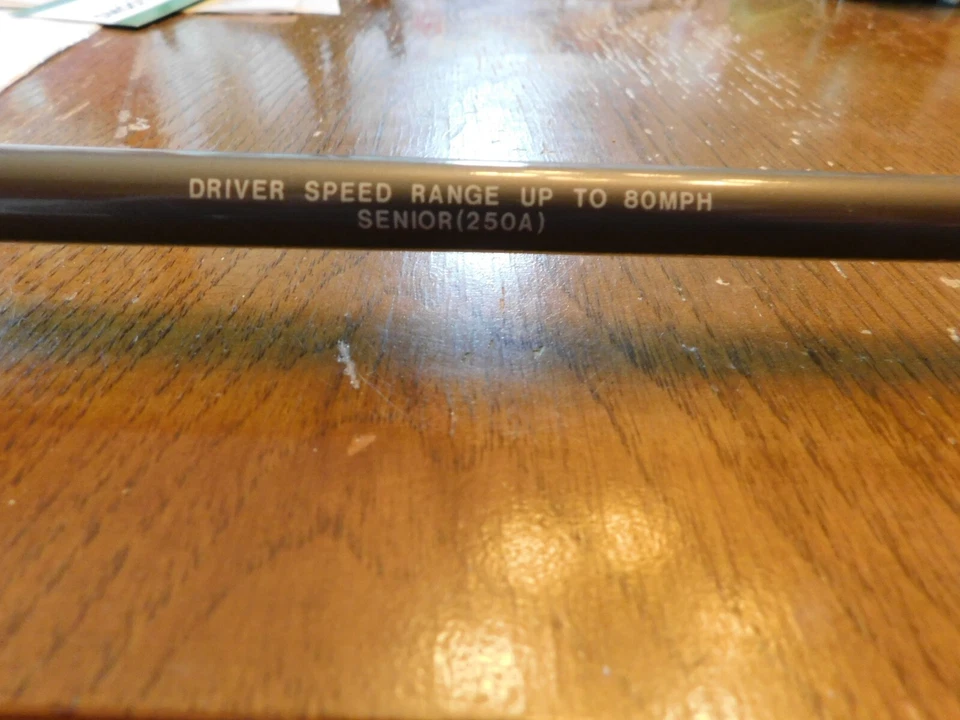 DRIVER SPEED RANGE UP TO 80MPH
SENIOR(250A)